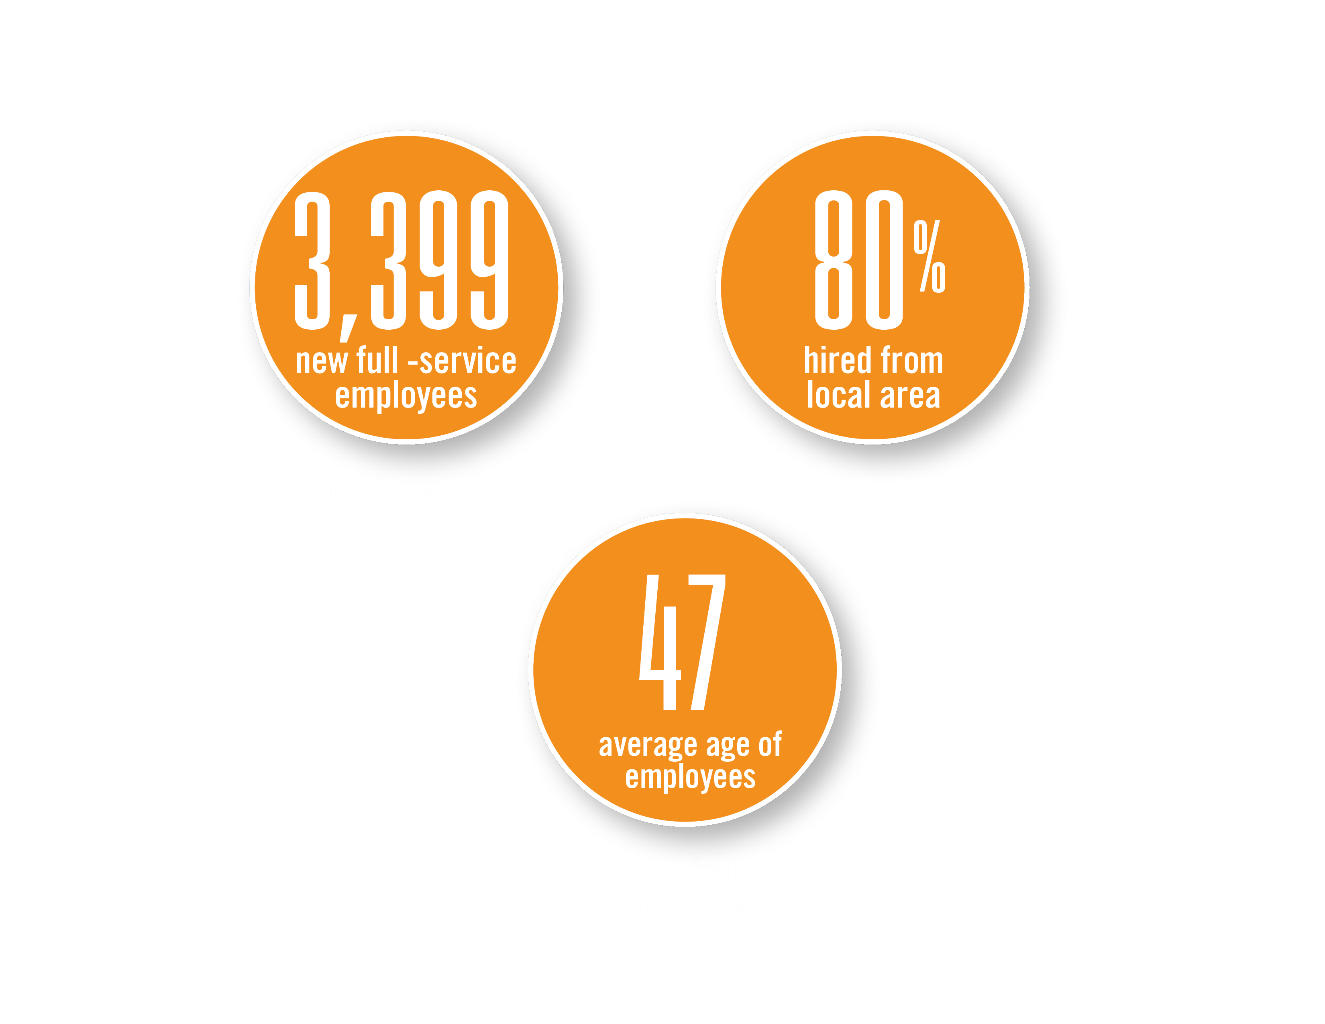 3,399
new full -service
employees
80%
hired from
local area
47
average age of
employees